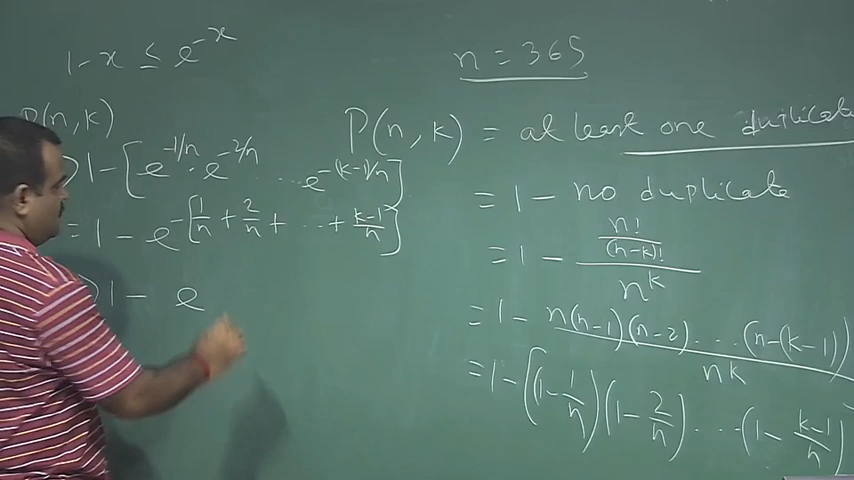 1-x ≤ e^{-x}
P(n, k)
> 1 - [e^{-1/n} · e^{-2/n} ... e^{-(k-1)/n}]
= 1 - e^{-[1/n + 2/n + ... + (k-1)/n]}
> 1 - e
n = 365
P(n, k) = at least one duplicate
= 1 - no duplicate
= 1 - (n!/(n-k)!)/n^k
= 1 - n(n-1)(n-2)....(n-(k-1))/nk
= 1 - [(1-1/n)(1-2/n)....(1-(k-1)/n)]